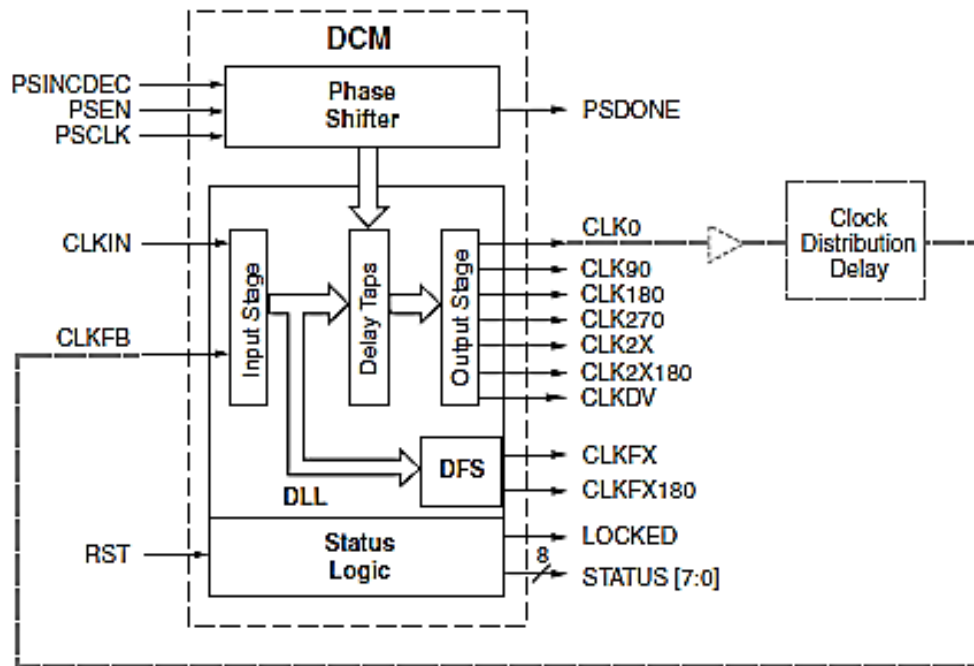 DCM
PSINCDEC
PSEN
PSCLK
Phase
Shifter
PSDONE
CLKIN
CLKFB
Input Stage
Delay Taps
Output Stage
CLK0
CLK90
CLK180
CLK270
CLK2X
CLK2X180
CLKDV
Clock
Distribution
Delay
DFS
CLKFX
CLKFX180
DLL
RST
Status
Logic
LOCKED
8
STATUS [7:0]